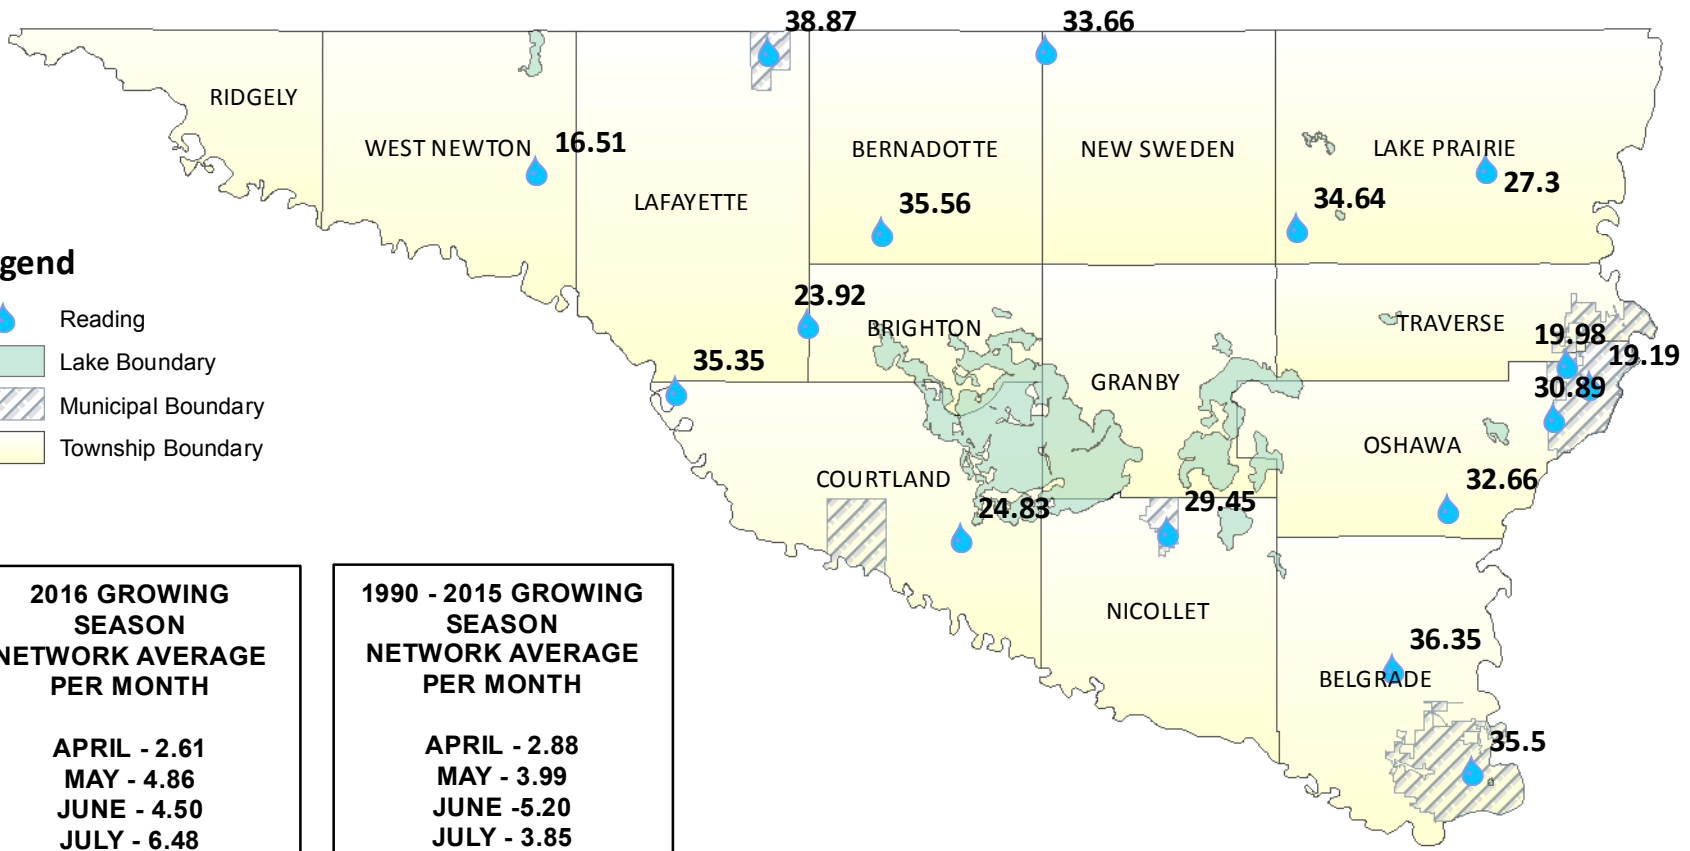 38.87
33.66
RIDGELY
WEST NEWTON
16.51
BERNADOTTE
NEW SWEDEN
LAKE PRAIRIE
27.3
LAFAYETTE
35.56
34.64
gend
Reading
Lake Boundary
Municipal Boundary
Township Boundary
23.92
BRIGHTON
TRAVERSE
19.98
19.19
35.35
GRANBY
30.89
OSHAWA
COURTLAND
32.66
24.83
29.45
NICOLLET
36.35
BELGRADE
35.5
2016 GROWING
SEASON
NETWORK AVERAGE
PER MONTH
APRIL - 2.61
MAY - 4.86
JUNE - 4.50
JULY - 6.48
1990 - 2015 GROWING
SEASON
NETWORK AVERAGE
PER MONTH
APRIL - 2.88
MAY - 3.99
JUNE -5.20
JULY - 3.85